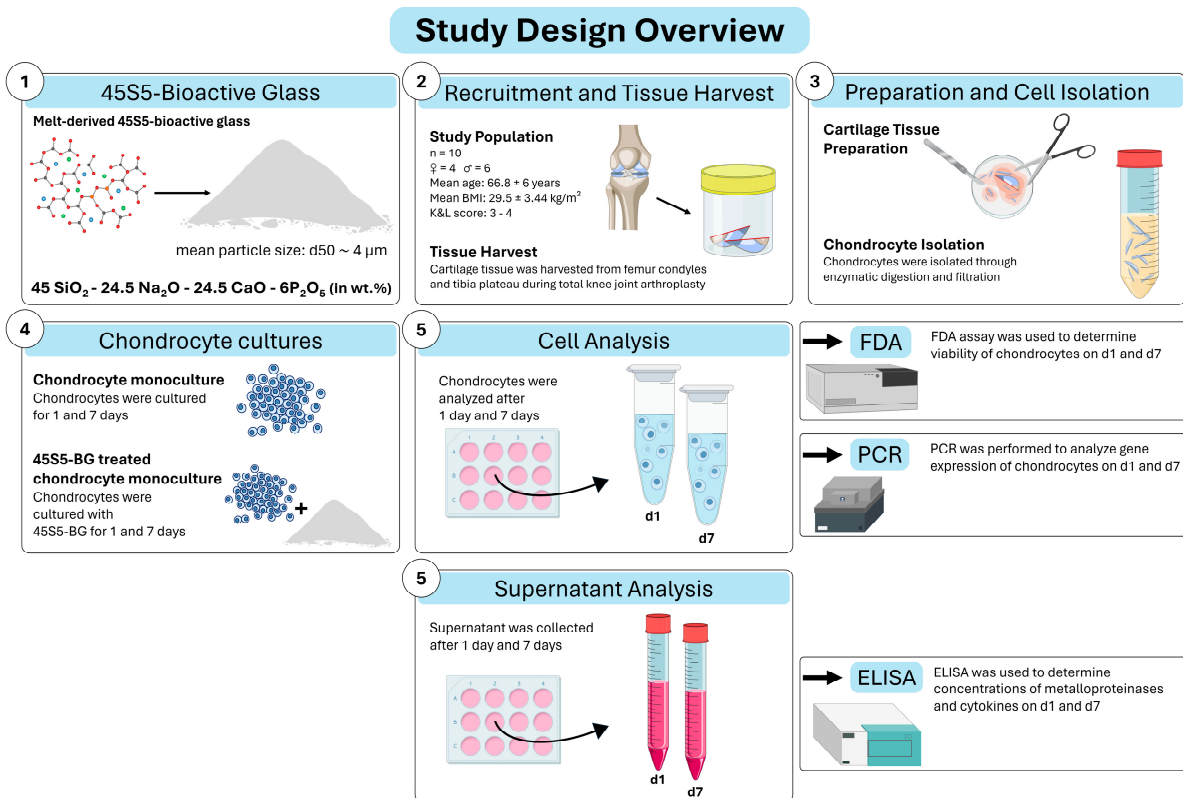 Study Design Overview
1
45S5-Bioactive Glass
Melt-derived 45S5-bioactive glass
mean particle size: d50 ~ 4 µm
45 SiO₂ - 24.5 Na₂O - 24.5 CaO - 6P₂O₅ (in wt.%)
2
Recruitment and Tissue Harvest
Study Population
n = 10
♀ = 4 ♂ = 6
Mean age: 66.8 + 6 years
Mean BMI: 29.5 ± 3.44 kg/m²
K&L score: 3 - 4
Tissue Harvest
Cartilage tissue was harvested from femur condyles
and tibia plateau during total knee joint arthroplasty
3
Preparation and Cell Isolation
Cartilage Tissue
Preparation
Chondrocyte Isolation
Chondrocytes were isolated through
enzymatic digestion and filtration
4
Chondrocyte cultures
Chondrocyte monoculture
Chondrocytes were cultured
for 1 and 7 days
45S5-BG treated
chondrocyte monoculture
Chondrocytes were
cultured with
45S5-BG for 1 and 7 days
+
5
Cell Analysis
Chondrocytes were
analyzed after
1 day and 7 days
1 2 3 4
A
B
C
d1
d7
FDA
FDA assay was used to determine
viability of chondrocytes on d1 and d7
PCR
PCR was performed to analyze gene
expression of chondrocytes on d1 and d7
5
Supernatant Analysis
Supernatant was collected
after 1 day and 7 days
1 2 3 4
A
B
C
d1
d7
ELISA
ELISA was used to determine
concentrations of metalloproteinases
and cytokines on d1 and d7